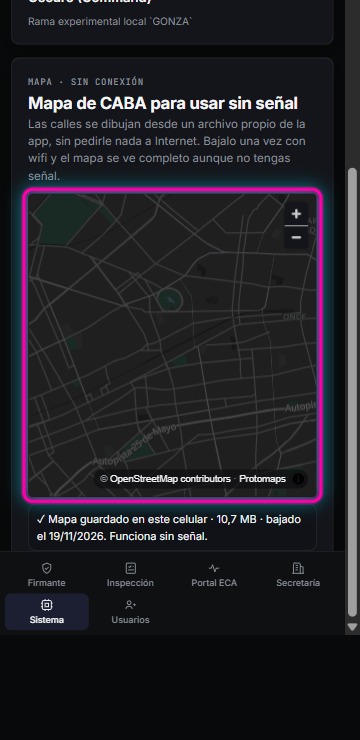 Rama experimental local `GONZA`
MAPA · SIN CONEXIÓN
Mapa de CABA para usar sin señal
Las calles se dibujan desde un archivo propio de la
app, sin pedirle nada a Internet. Bajalo una vez con
wifi y el mapa se ve completo aunque no tengas
señal.
+
−
ONCE
Autopista 25 de Mayo
© OpenStreetMap contributors · Protomaps
✓ Mapa guardado en este celular · 10,7 MB · bajado
el 19/11/2026. Funciona sin señal.
Firmante
Inspección
Portal ECA
Secretaría
Sistema
Usuarios